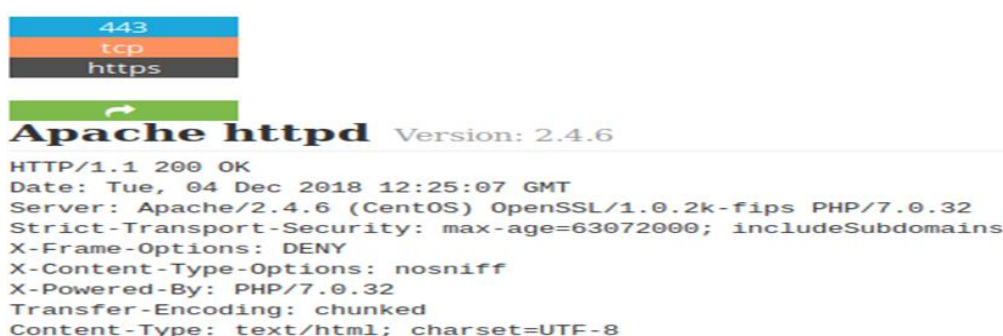 443
tcp
https
Apache httpd Version: 2.4.6
HTTP/1.1 200 OK
Date: Tue, 04 Dec 2018 12:25:07 GMT
Server: Apache/2.4.6 (CentOS) OpenSSL/1.0.2k-fips PHP/7.0.32
Strict-Transport-Security: max-age=63072000; includeSubdomains
X-Frame-Options: DENY
X-Content-Type-Options: nosniff
X-Powered-By: PHP/7.0.32
Transfer-Encoding: chunked
Content-Type: text/html; charset=UTF-8